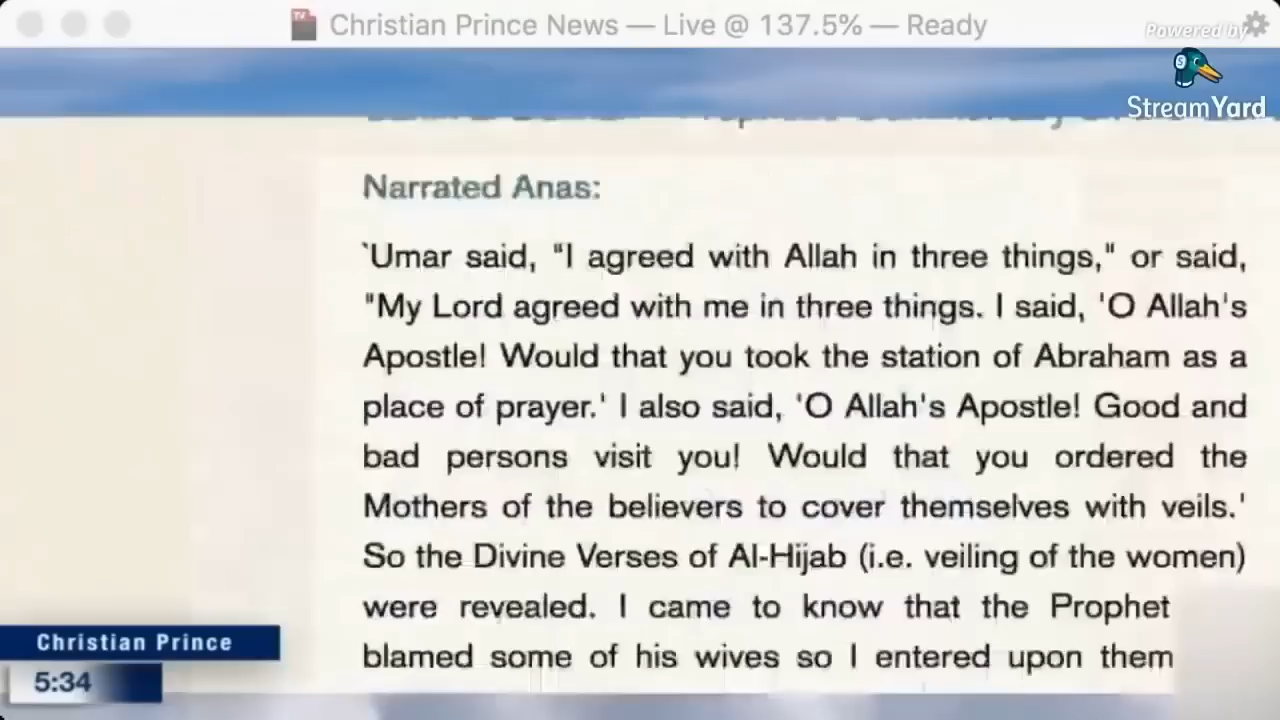 Christian Prince News — Live @ 137.5% — Ready
Powered by
StreamYard
Narrated Anas:
`Umar said, "I agreed with Allah in three things," or said,
"My Lord agreed with me in three things. I said, 'O Allah's
Apostle! Would that you took the station of Abraham as a
place of prayer.' I also said, 'O Allah's Apostle! Good and
bad persons visit you! Would that you ordered the
Mothers of the believers to cover themselves with veils.'
So the Divine Verses of Al-Hijab (i.e. veiling of the women)
were revealed. I came to know that the Prophet
blamed some of his wives so I entered upon them
Christian Prince
5:34